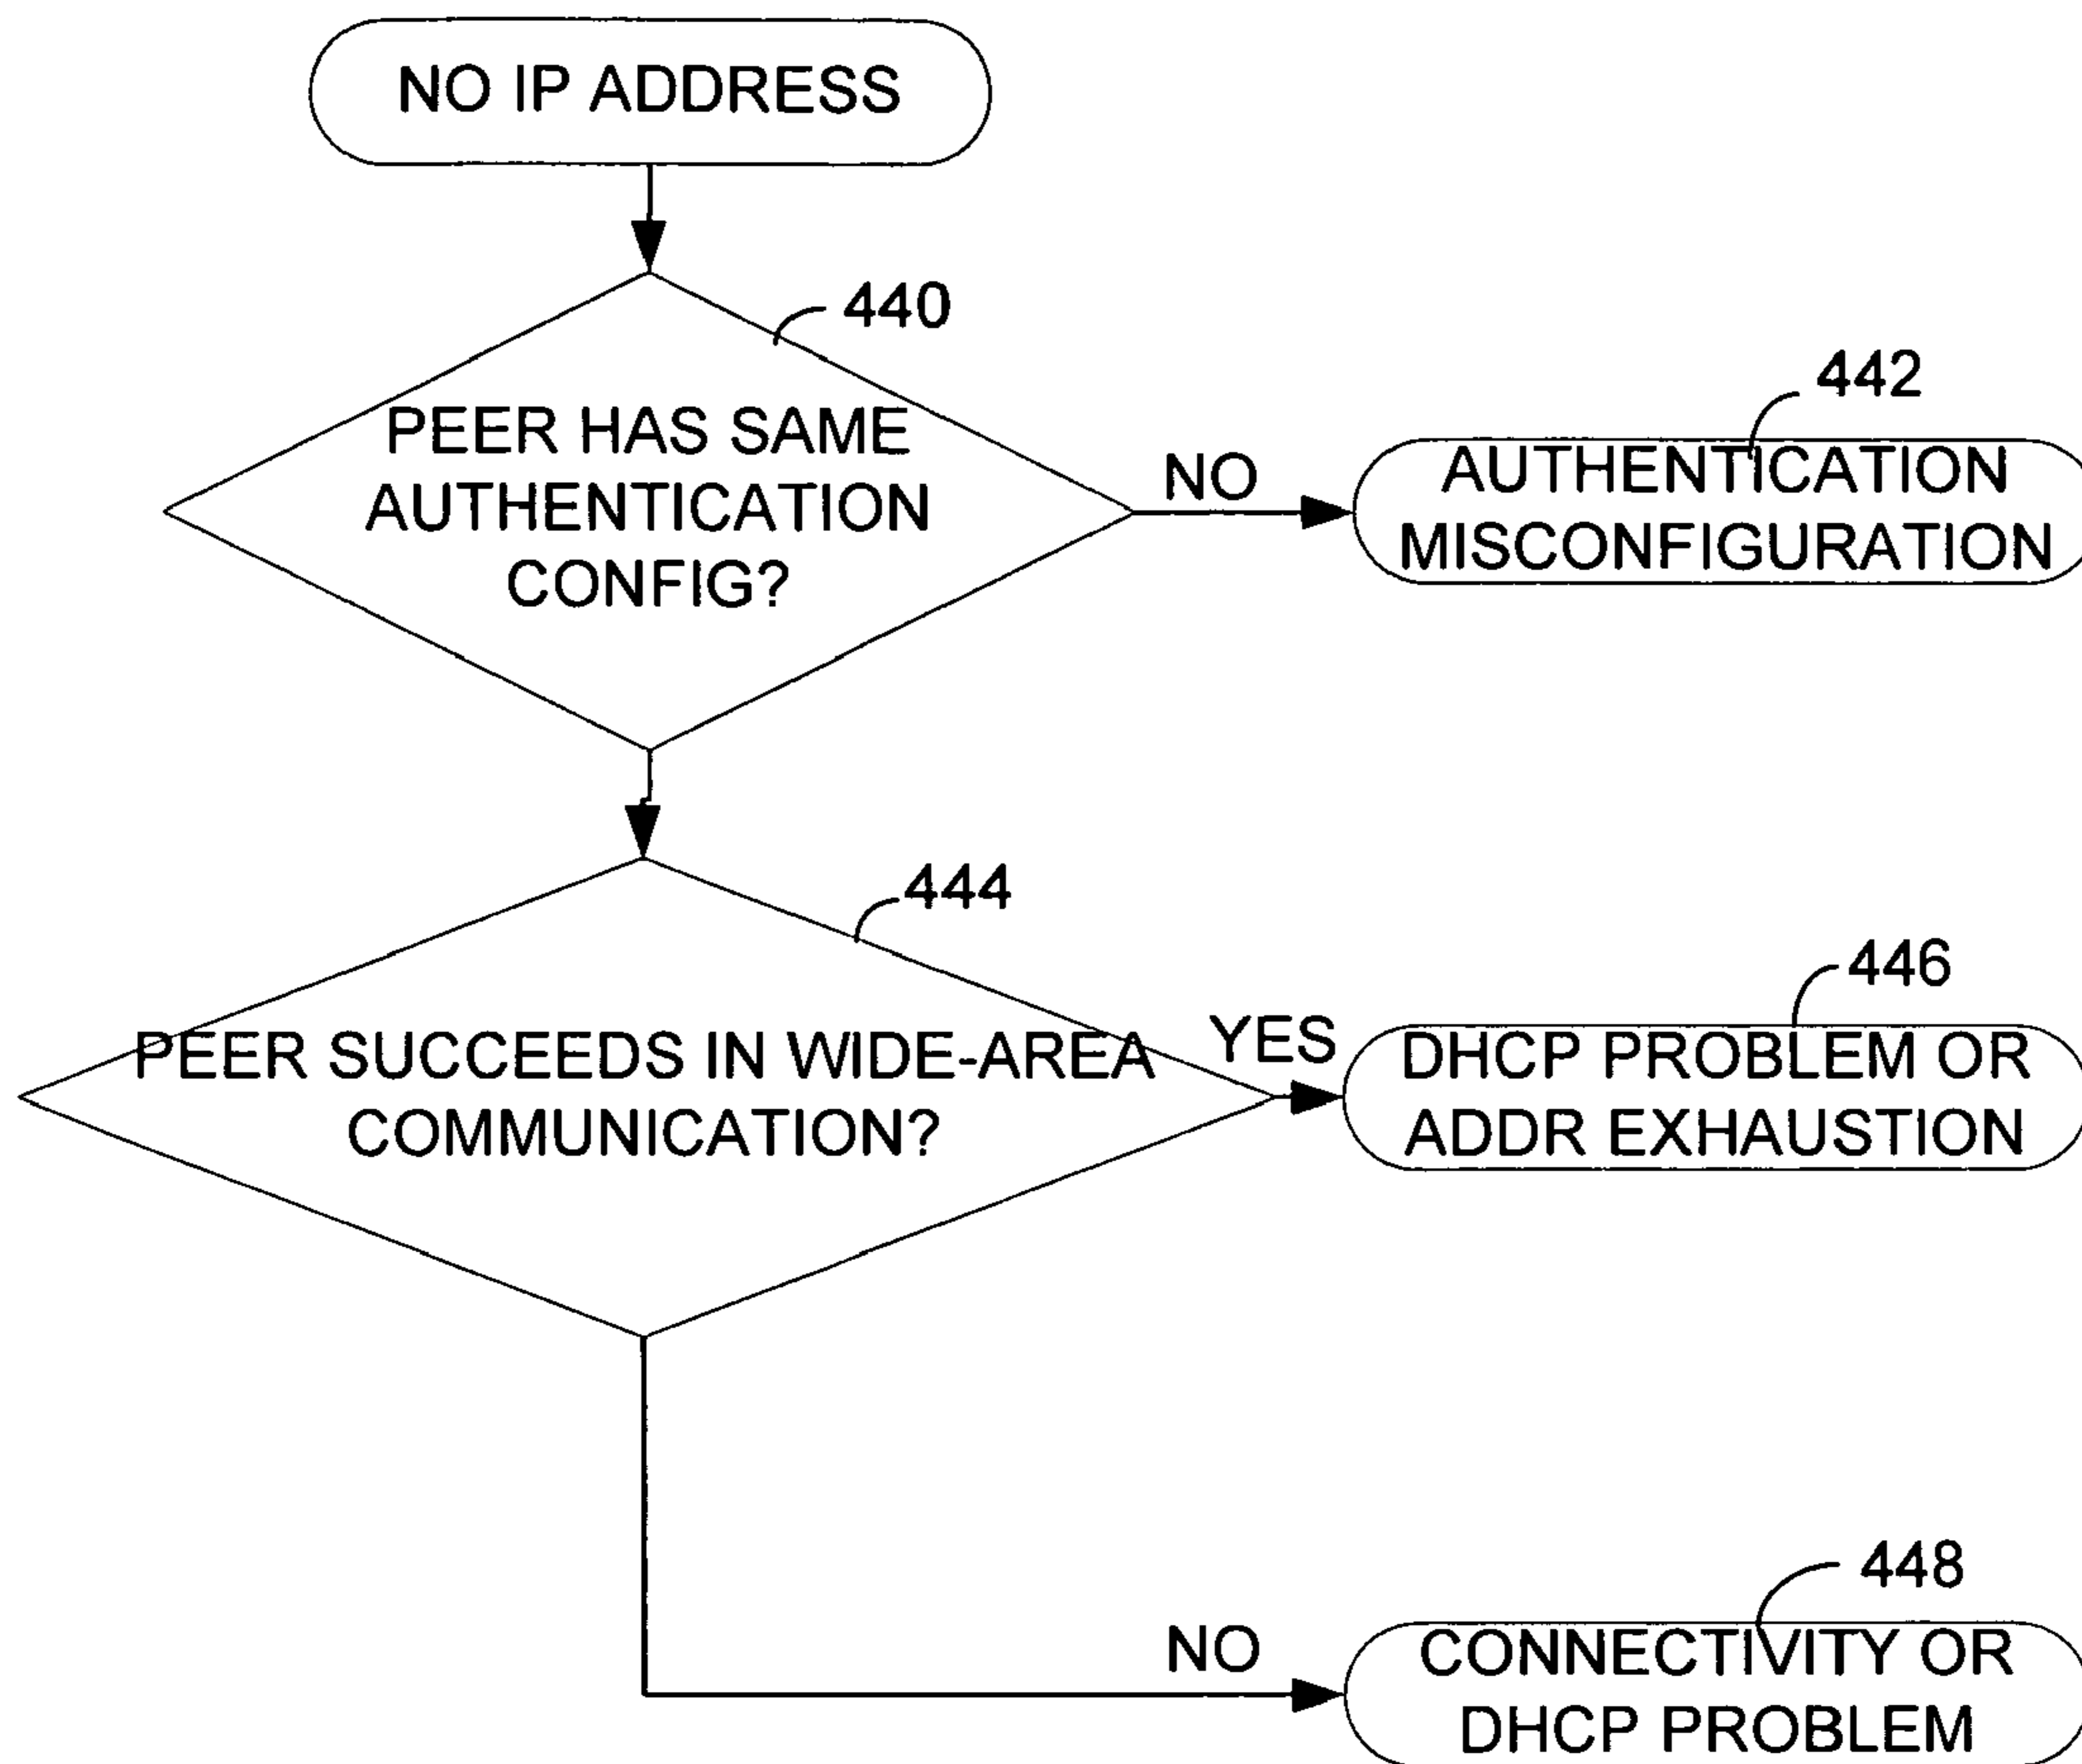 NO IP ADDRESS
440
PEER HAS SAME
AUTHENTICATION
CONFIG?
NO
442
AUTHENTICATION
MISCONFIGURATION
444
PEER SUCCEEDS IN WIDE-AREA
COMMUNICATION?
YES
446
DHCP PROBLEM OR
ADDR EXHAUSTION
NO
448
CONNECTIVITY OR
DHCP PROBLEM